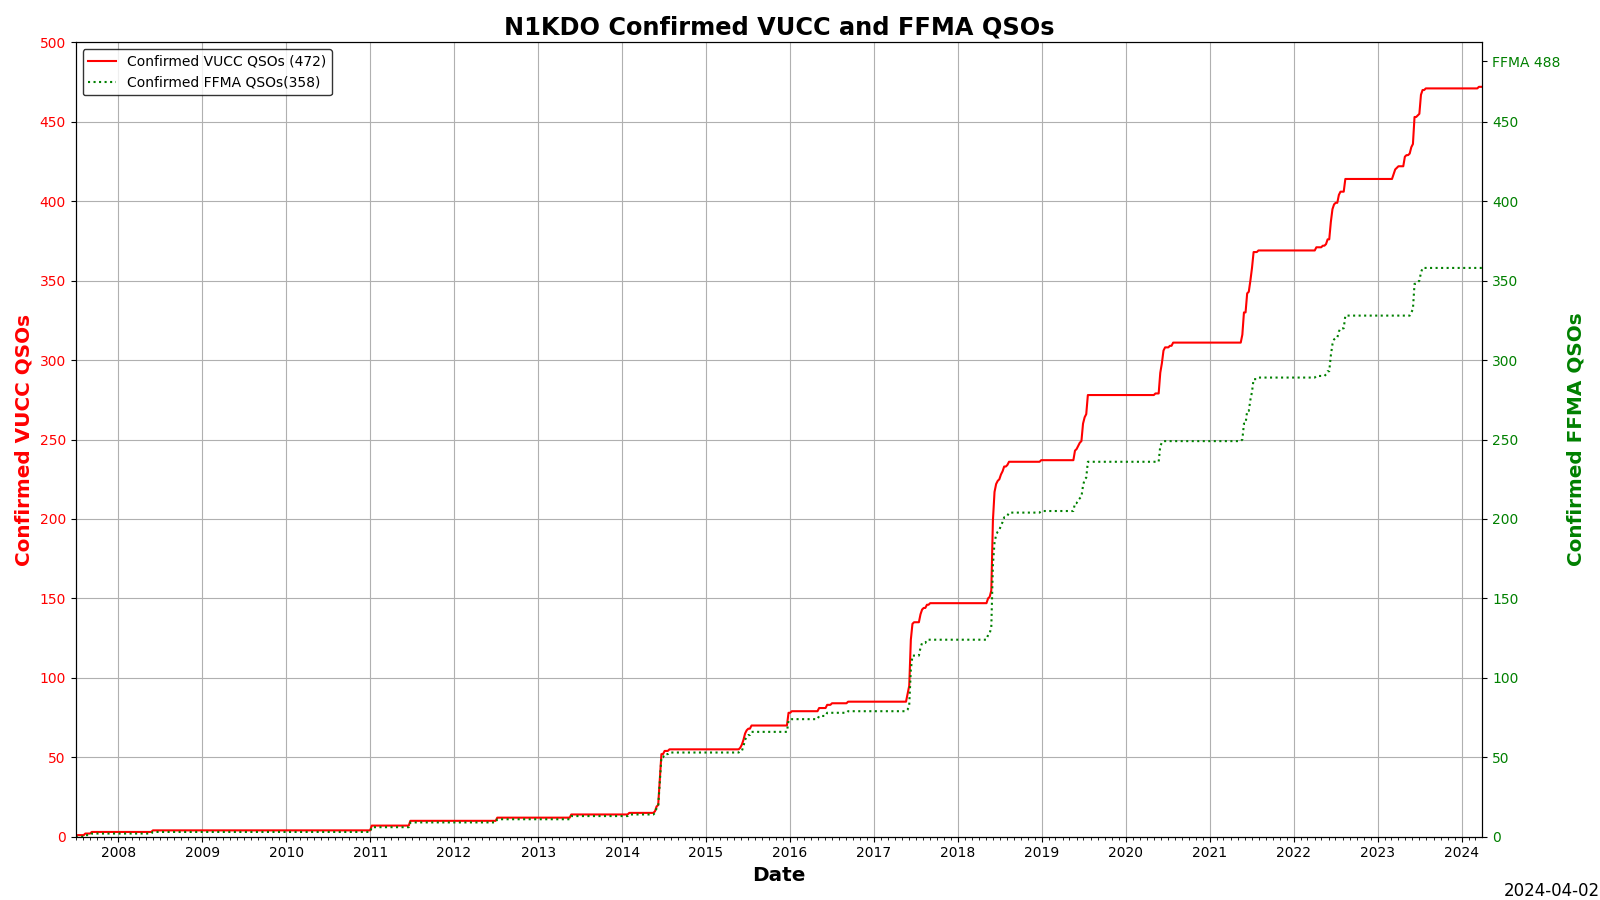 N1KDO Confirmed VUCC and FFMA QSOs
Confirmed VUCC QSOs (472)
Confirmed FFMA QSOs(358)
500
450
400
350
300
250
200
150
100
50
0
Confirmed VUCC QSOs
FFMA 488
450
400
350
300
250
200
150
100
50
0
Confirmed FFMA QSOs
2008 2009 2010 2011 2012 2013 2014 2015 2016 2017 2018 2019 2020 2021 2022 2023 2024
Date
2024-04-02